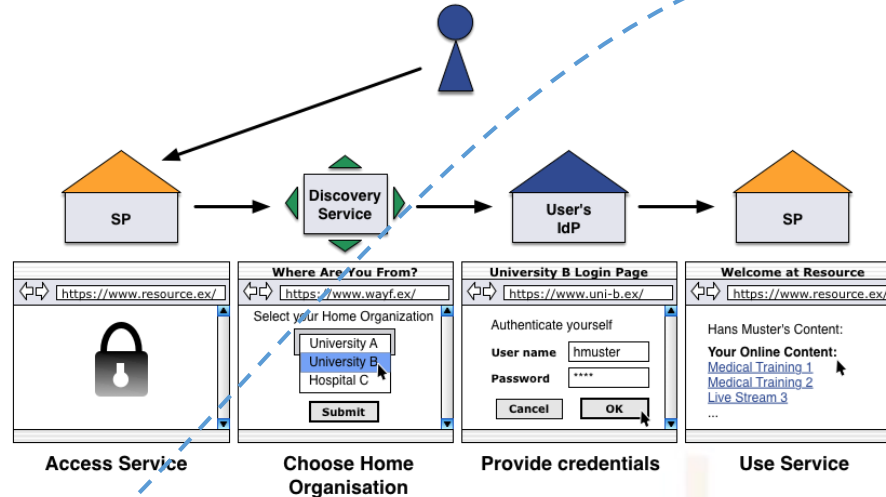 SP
Discovery
Service
User's
IdP
SP
https://www.resource.ex/
Where Are You From?
https://www.wayf.ex/
Select your Home Organization
University A
University B
Hospital C
Submit
University B Login Page
https://www.uni-b.ex/
Authenticate yourself
User name
hmuster
Password
****
Cancel
OK
Welcome at Resource
https://www.resource.ex/
Hans Muster's Content:
Your Online Content:
Medical Training 1
Medical Training 2
Live Stream 3
...
Access Service
Choose Home
Organisation
Provide credentials
Use Service